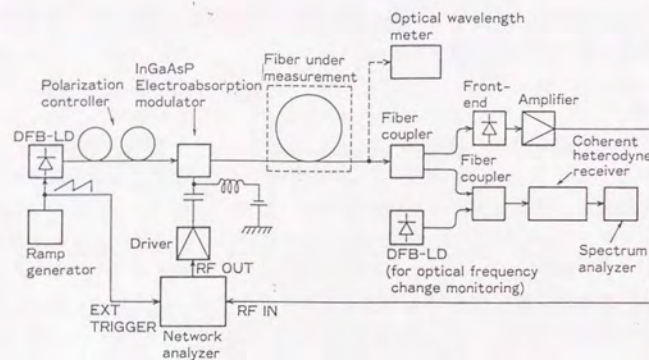 Optical wavelength
meter
InGaAsP
Electroabsorption
modulator
Fiber under
measurement
Polarization
controller
Front-
end
Amplifier
Fiber
coupler
DFB-LD
Coherent
heterodyne
receiver
Fiber
coupler
Driver
Ramp
generator
RF OUT
DFB-LD
(for optical frequency
change monitoring)
Spectrum
analyzer
EXT
TRIGGER
RF IN
Network
analyzer